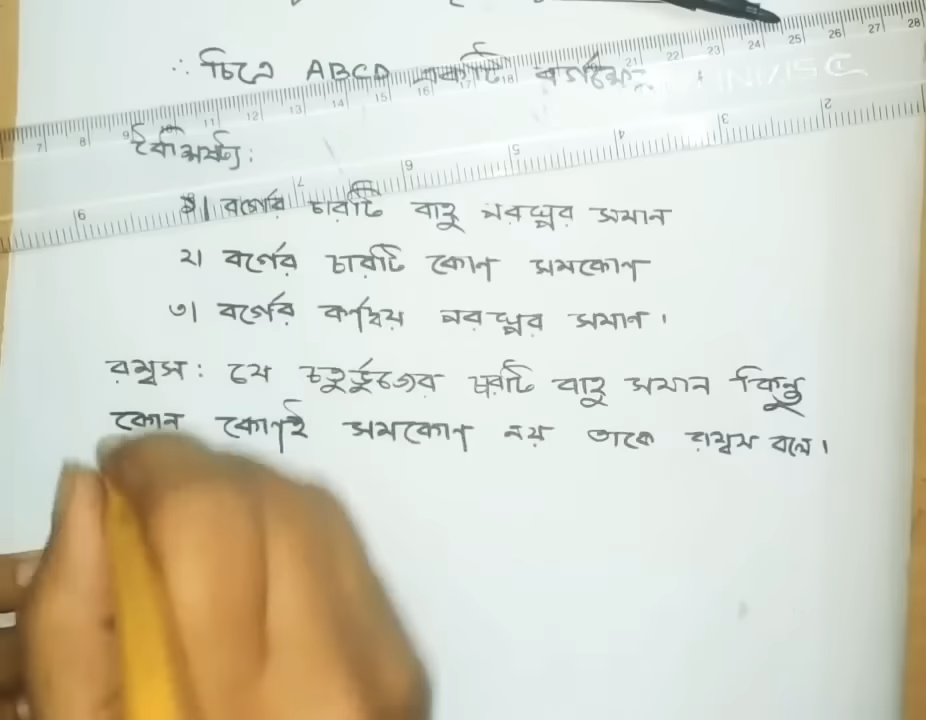 ∴ চিত্রে ABCD একটি বর্গক্ষেত্র
বৈশিষ্ট্য:
১। বর্গের চারটি বাহু পরস্পর সমান
২। বর্গের চারটি কোণ সমকোণ
৩। বর্গের কর্ণদ্বয় পরস্পর সমান।
রম্বস: যে চতুর্ভুজের চারটি বাহু সমান কিন্তু
কোন কোণই সমকোণ নয় তাকে রম্বস বলে।